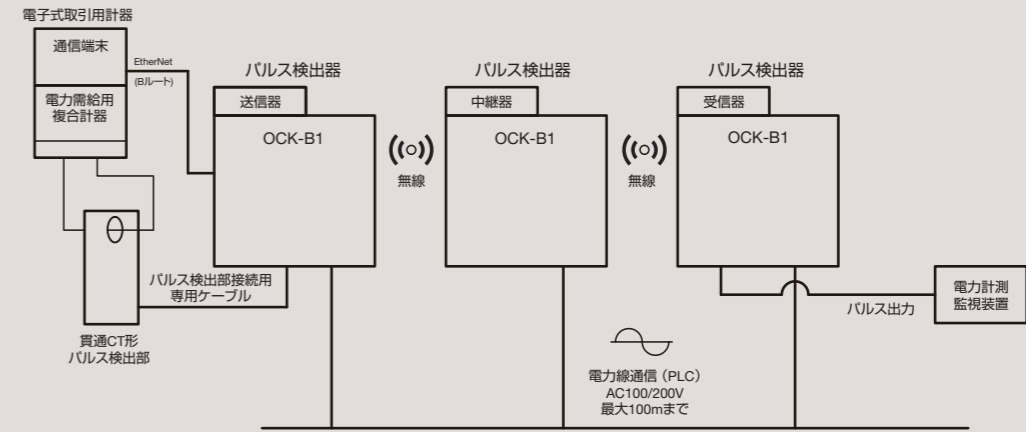 電子式取引用計器
通信端末
電力需給用
複合計器
EtherNet
(Bルート)
パルス検出器
送信器
OCK-B1
無線
パルス検出器
中継器
OCK-B1
無線
パルス検出器
受信器
OCK-B1
パルス検出部接続用
専用ケーブル
貫通CT形
パルス検出部
パルス出力
電力計測
監視装置
電力線通信（PLC）
AC100/200V
最大100mまで